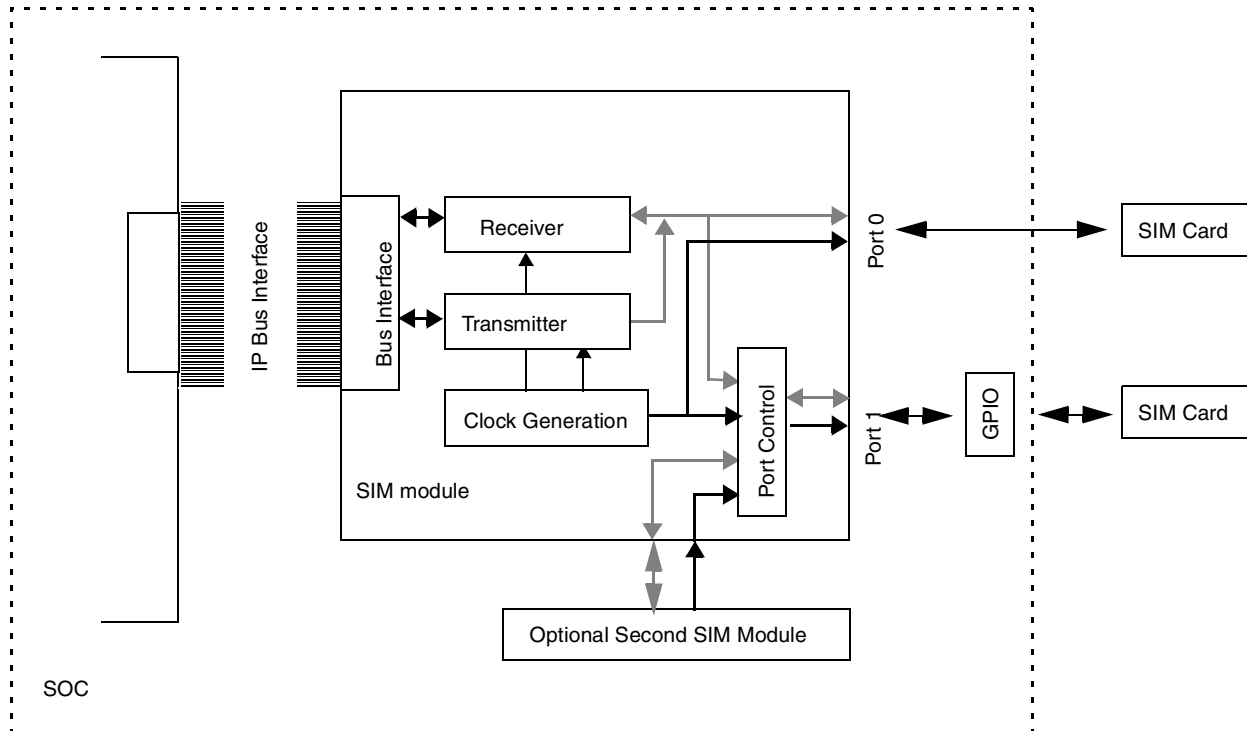 IP Bus Interface
Bus Interface
Receiver
Transmitter
Clock Generation
Port Control
SIM module
Port 0
Port 1
GPIO
SIM Card
SIM Card
Optional Second SIM Module
SOC